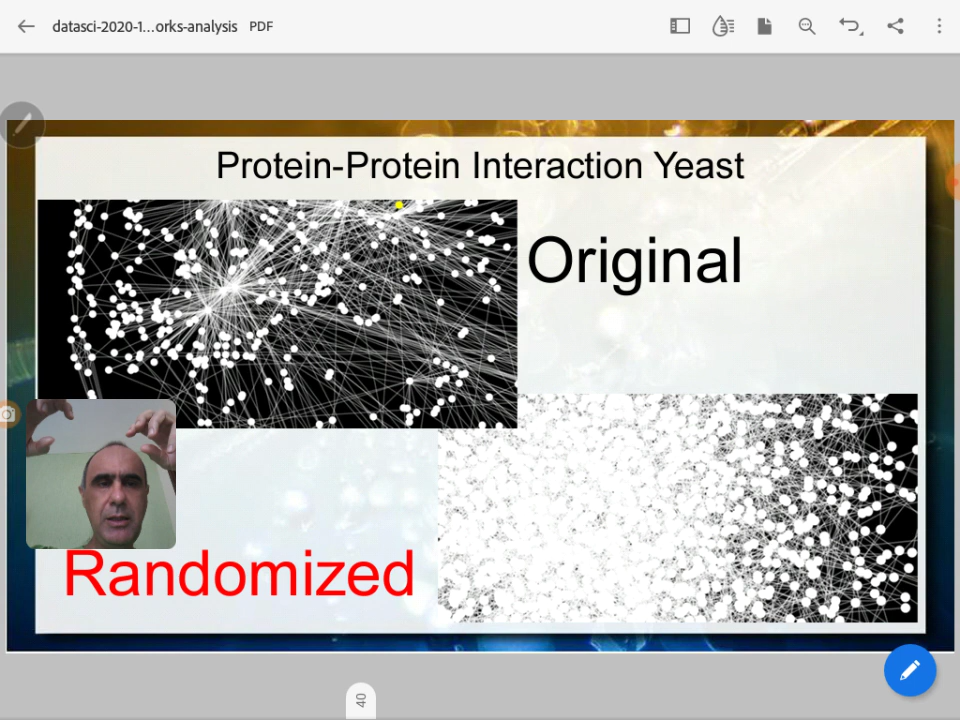 datasci-2020-1...orks-analysis PDF
Protein-Protein Interaction Yeast
Original
Randomized
40